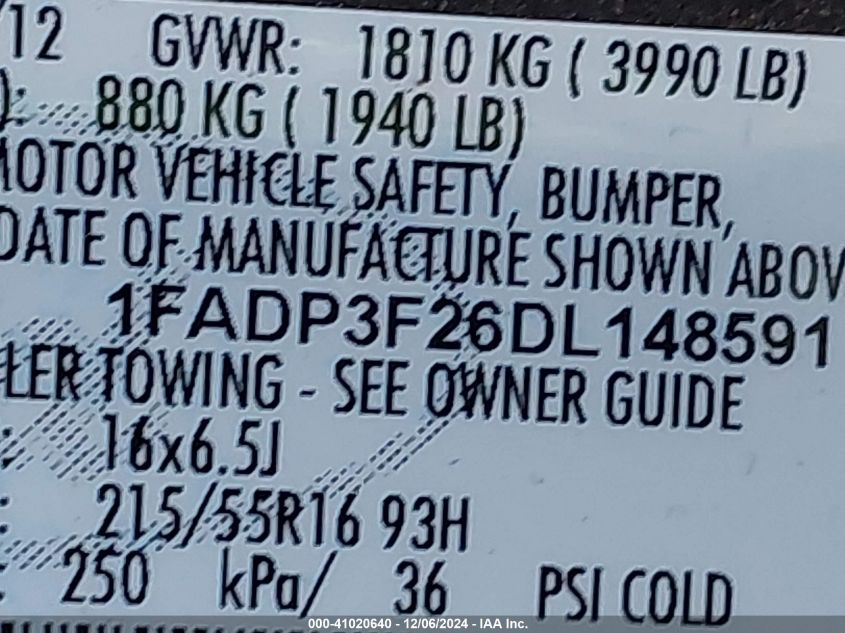 /12 GVWR: 1810 KG ( 3990 LB)
): 880 KG ( 1940 LB)
MOTOR VEHICLE SAFETY, BUMPER,
DATE OF MANUFACTURE SHOWN ABOV
1FADP3F26DL148591
LER TOWING - SEE OWNER GUIDE
: 16x6.5J
: 215/55R16 93H
: 250 kPa/ 36 PSI COLD
000-41020640 - 12/06/2024 - IAA Inc.